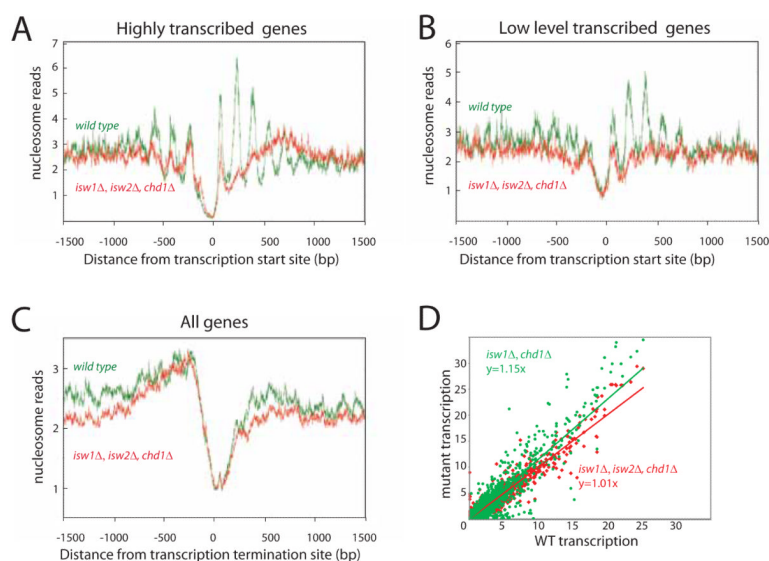 A
Highly transcribed genes
nucleosome reads
7
6
5
4
3
2
1
wild type
isw1Δ, isw2Δ, chd1Δ
-1500 -1000 -500 0 500 1000 1500
Distance from transcription start site (bp)
B
Low level transcribed genes
nucleosome reads
6
5
4
3
2
1
wild type
isw1Δ, isw2Δ, chd1Δ
-1500 -1000 -500 0 500 1000 1500
Distance from transcription start site (bp)
C
All genes
nucleosome reads
3
2
1
wild type
isw1Δ, isw2Δ, chd1Δ
-1500 -1000 -500 0 500 1000 1500
Distance from transcription termination site (bp)
D
mutant transcription
30
25
20
15
10
5
isw1Δ, chd1Δ
y=1.15x
isw1Δ, isw2Δ, chd1Δ
y=1.01x
0 5 10 15 20 25 30
WT transcription